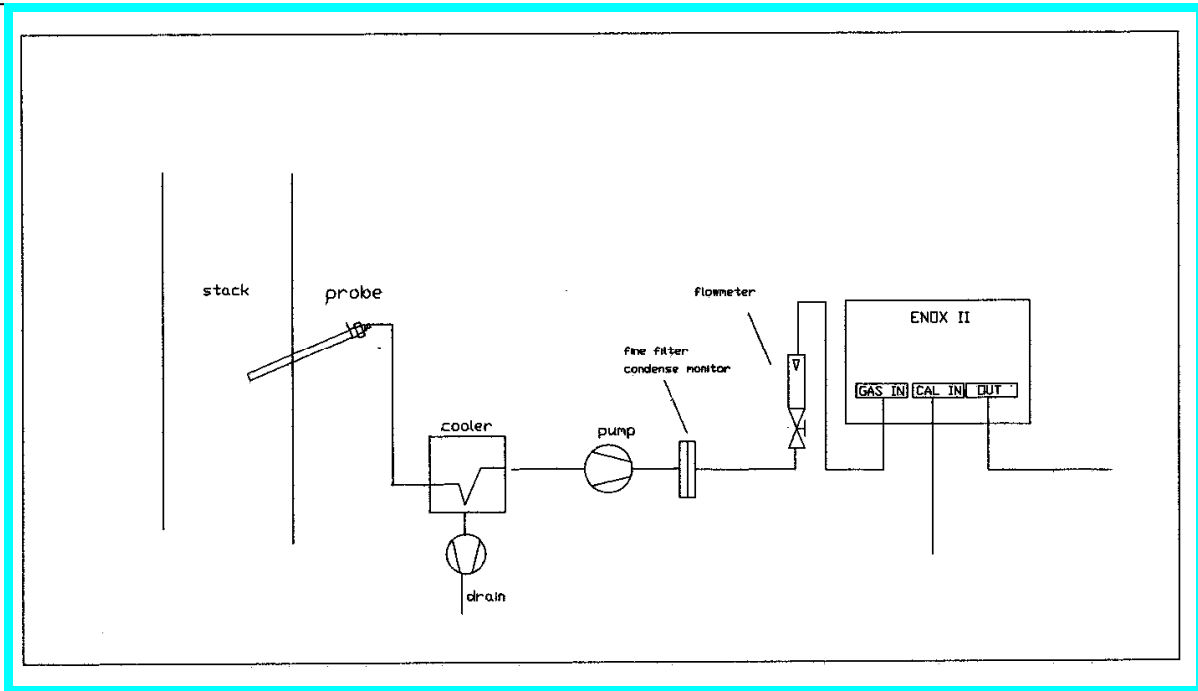 stack
probe
flowmeter
ENOX II
fine filter
condense monitor
GAS IN
CAL IN
OUT
cooler
pump
drain